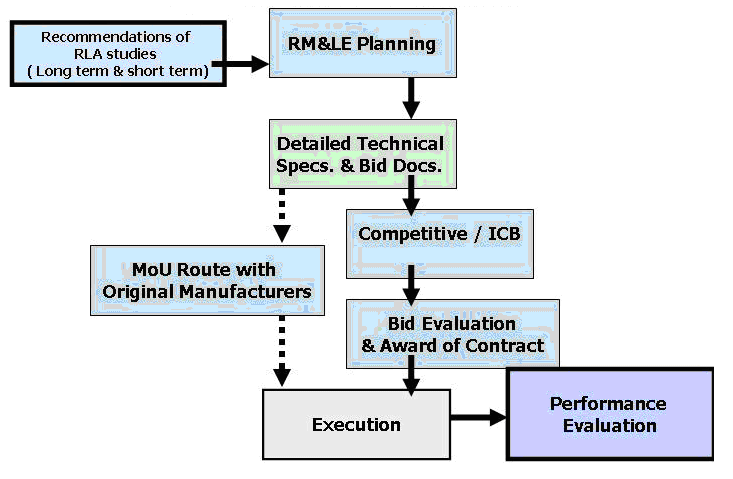 Recommendations of
RLA studies
( Long term & short term)
RM&LE Planning
Detailed Technical
Specs. & Bid Docs.
Competitive / ICB
MoU Route with
Original Manufacturers
Bid Evaluation
& Award of Contract
Execution
Performance
Evaluation